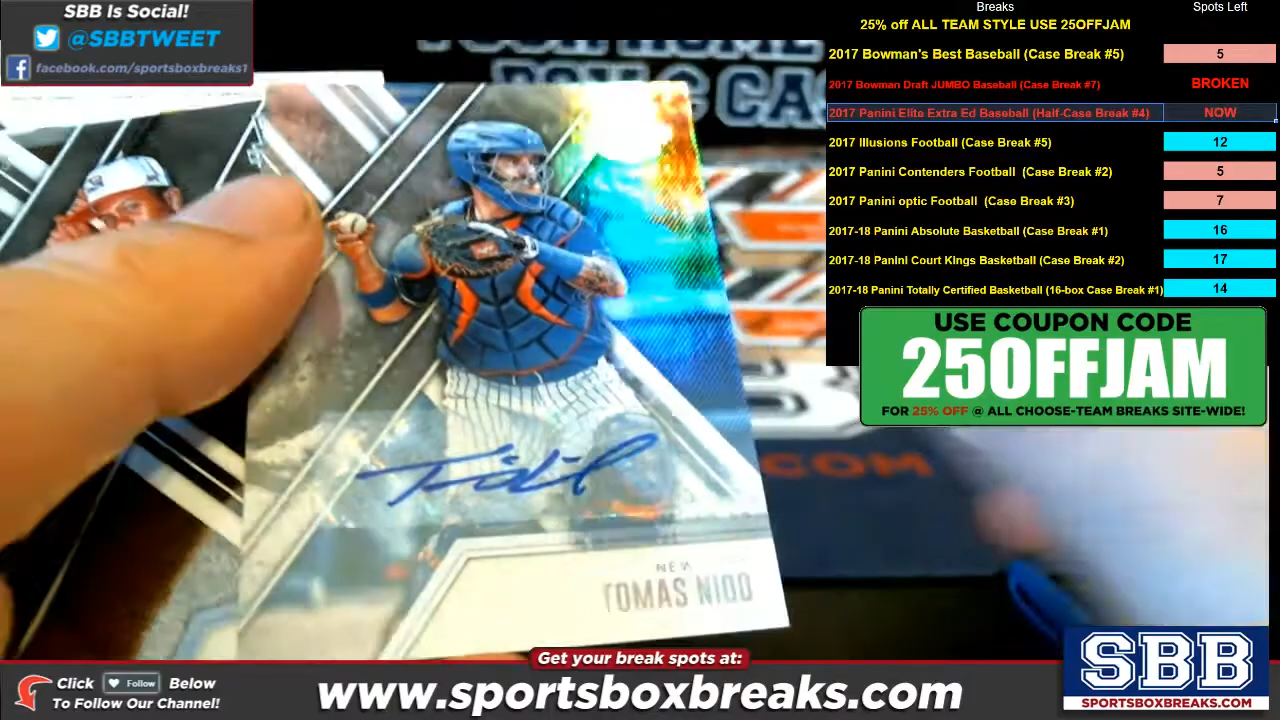 SBB Is Social!
@SBBTWEET
facebook.com/sportsboxbreaks1
Breaks Spots Left
25% off ALL TEAM STYLE USE 25OFFJAM
2017 Bowman's Best Baseball (Case Break #5) 5
2017 Bowman Draft JUMBO Baseball (Case Break #7) BROKEN
2017 Panini Elite Extra Ed Baseball (Half-Case Break #4) NOW
2017 Illusions Football (Case Break #5) 12
2017 Panini Contenders Football (Case Break #2) 5
2017 Panini optic Football (Case Break #3) 7
2017-18 Panini Absolute Basketball (Case Break #1) 16
2017-18 Panini Court Kings Basketball (Case Break #2) 17
2017-18 Panini Totally Certified Basketball (16-box Case Break #1) 14
USE COUPON CODE
25OFFJAM
FOR 25% OFF @ ALL CHOOSE-TEAM BREAKS SITE-WIDE!
.COM
NEW
TOMAS NIDO
Get your break spots at:
Click Follow Below
To Follow Our Channel!
www.sportsboxbreaks.com
SBB
SPORTSBOXBREAKS.COM